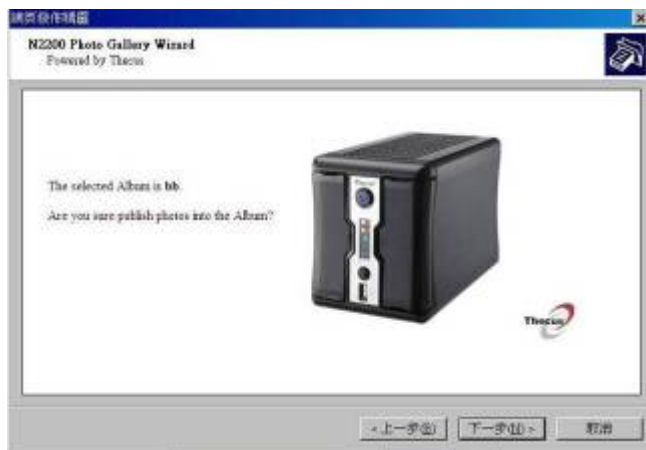 N2200 Photo Gallery Wizard
Powered by Thecus
The selected Album is bb.
Are you sure publish photos into the Album?
Thecus
<上一步(B)
下一步(N) >
取消